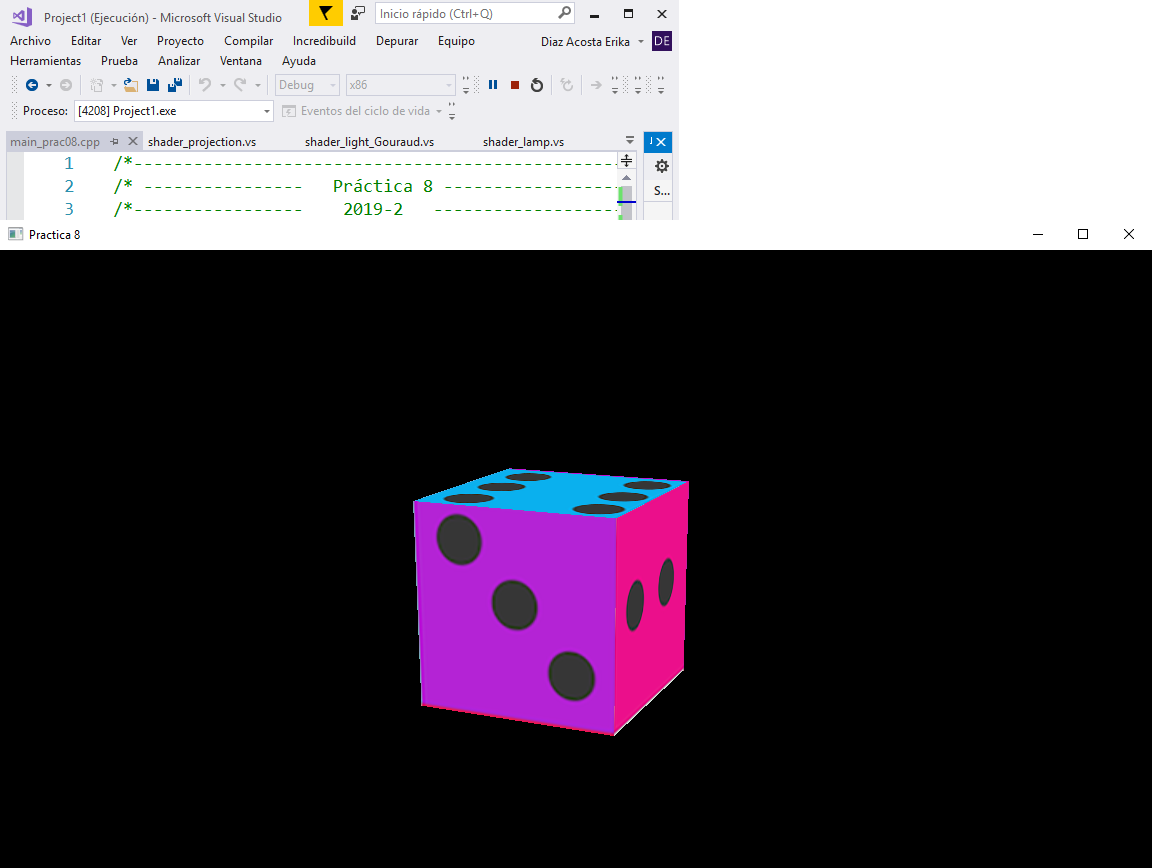 Project1 (Ejecución) - Microsoft Visual Studio
Inicio rápido (Ctrl+Q)
Archivo Editar Ver Proyecto Compilar Incredibuild Depurar Equipo
Diaz Acosta Erika DE
Herramientas Prueba Analizar Ventana Ayuda
Debug x86
Proceso: [4208] Project1.exe Eventos del ciclo de vida
main_prac08.cpp shader_projection.vs shader_light_Gouraud.vs shader_lamp.vs
1 /*------------------------------------------------
2 /* ---------------- Práctica 8 -----------------
S...
3 /*----------------- 2019-2 ------------------
Practica 8